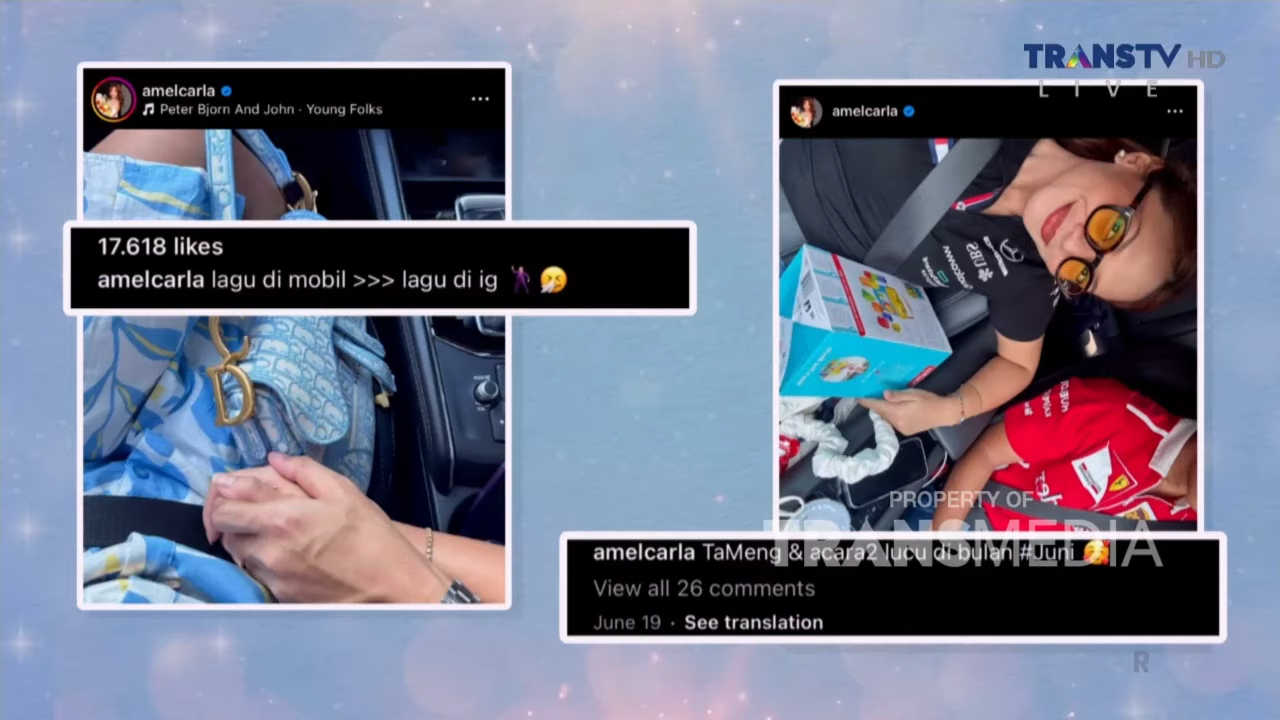 TRANSTV HD
LIVE
amelcarla
Peter Bjorn And John · Young Folks
17.618 likes
amelcarla lagu di mobil >>> lagu di ig
D
amelcarla
UBS
Qualcomm
PROPERTY OF
TRANSMEDIA
amelcarla TaMeng & acara2 lucu di bulan #Juni
View all 26 comments
June 19 · See translation
R